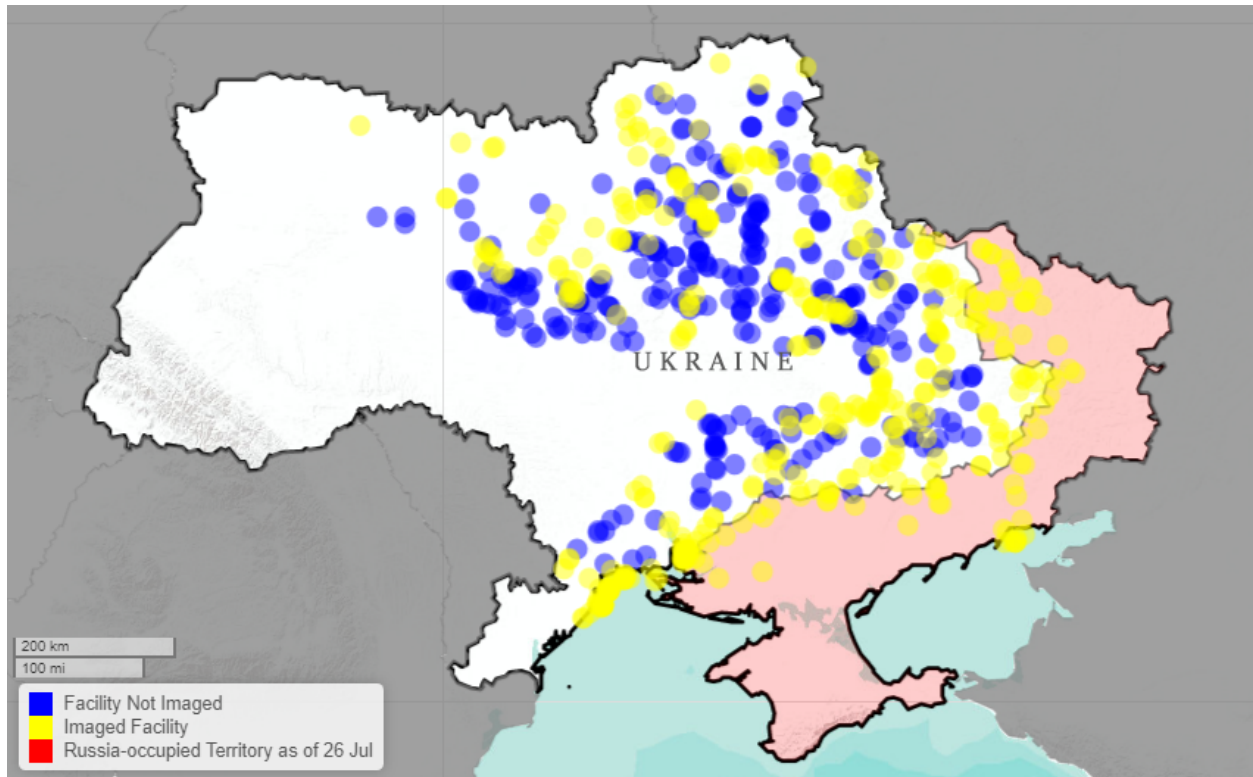 UKRAINE
200 km
100 mi
Facility Not Imaged
Imaged Facility
Russia-occupied Territory as of 26 Jul